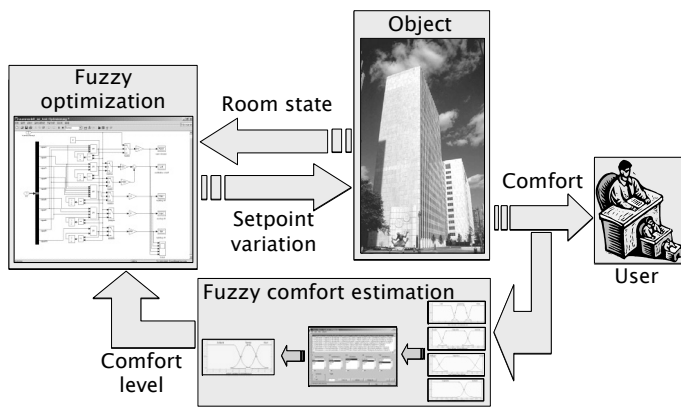 Object
Fuzzy
optimization
Room state
Setpoint
variation
Comfort
User
Fuzzy comfort estimation
Comfort
level